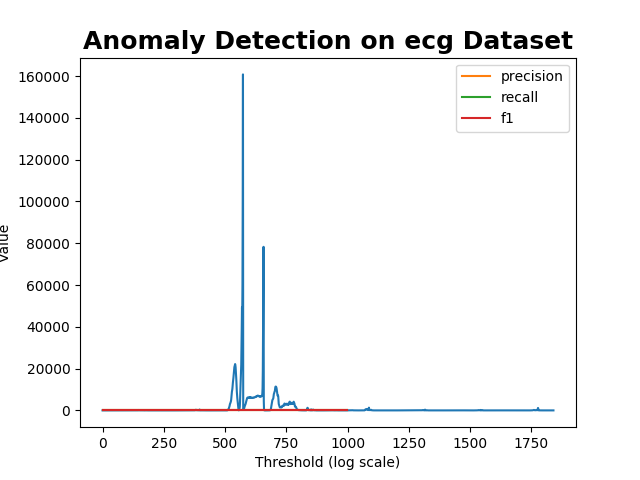 Anomaly Detection on ecg Dataset
precision
recall
f1
160000
140000
120000
100000
80000
60000
40000
20000
0
Value
0 250 500 750 1000 1250 1500 1750
Threshold (log scale)